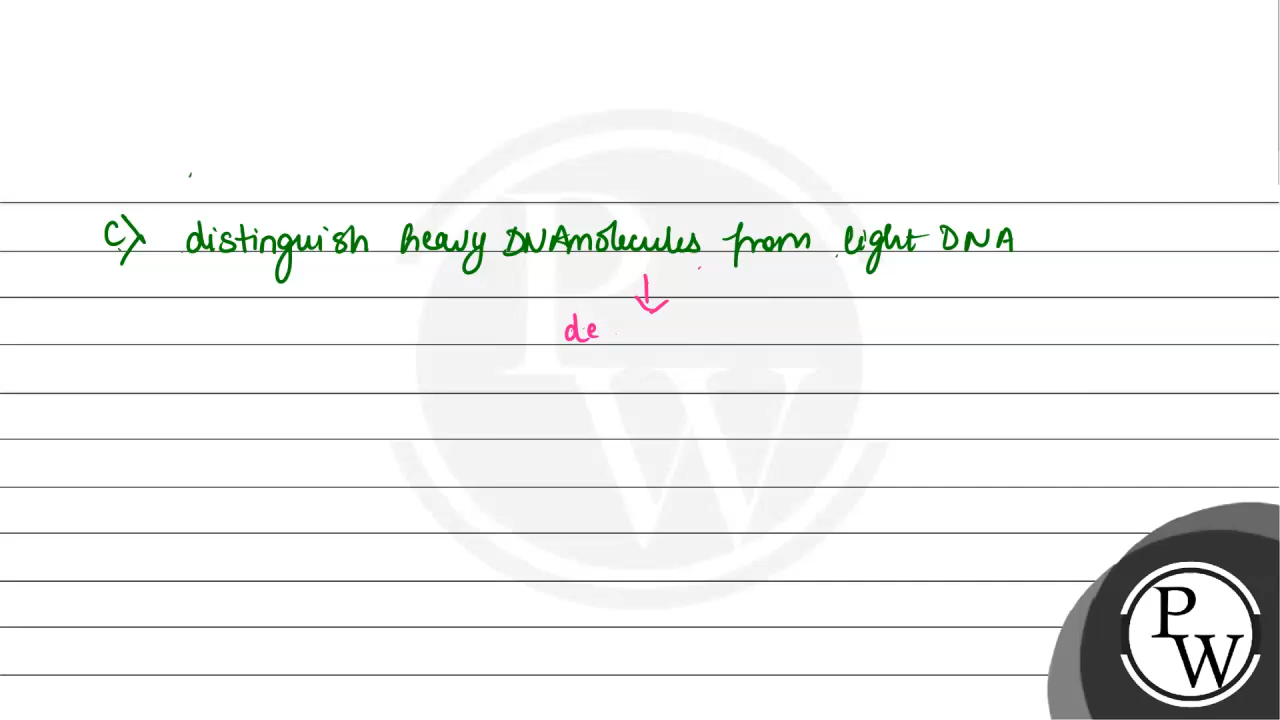 C) distinguish heavy DNA molecules from light DNA
↓
de
P
W
P
W